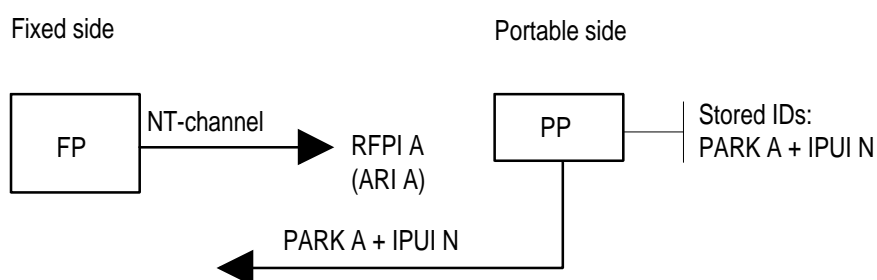 Fixed side
Portable side
FP
NT-channel
RFPI A
(ARI A)
PP
Stored IDs:
PARK A + IPUI N
PARK A + IPUI N